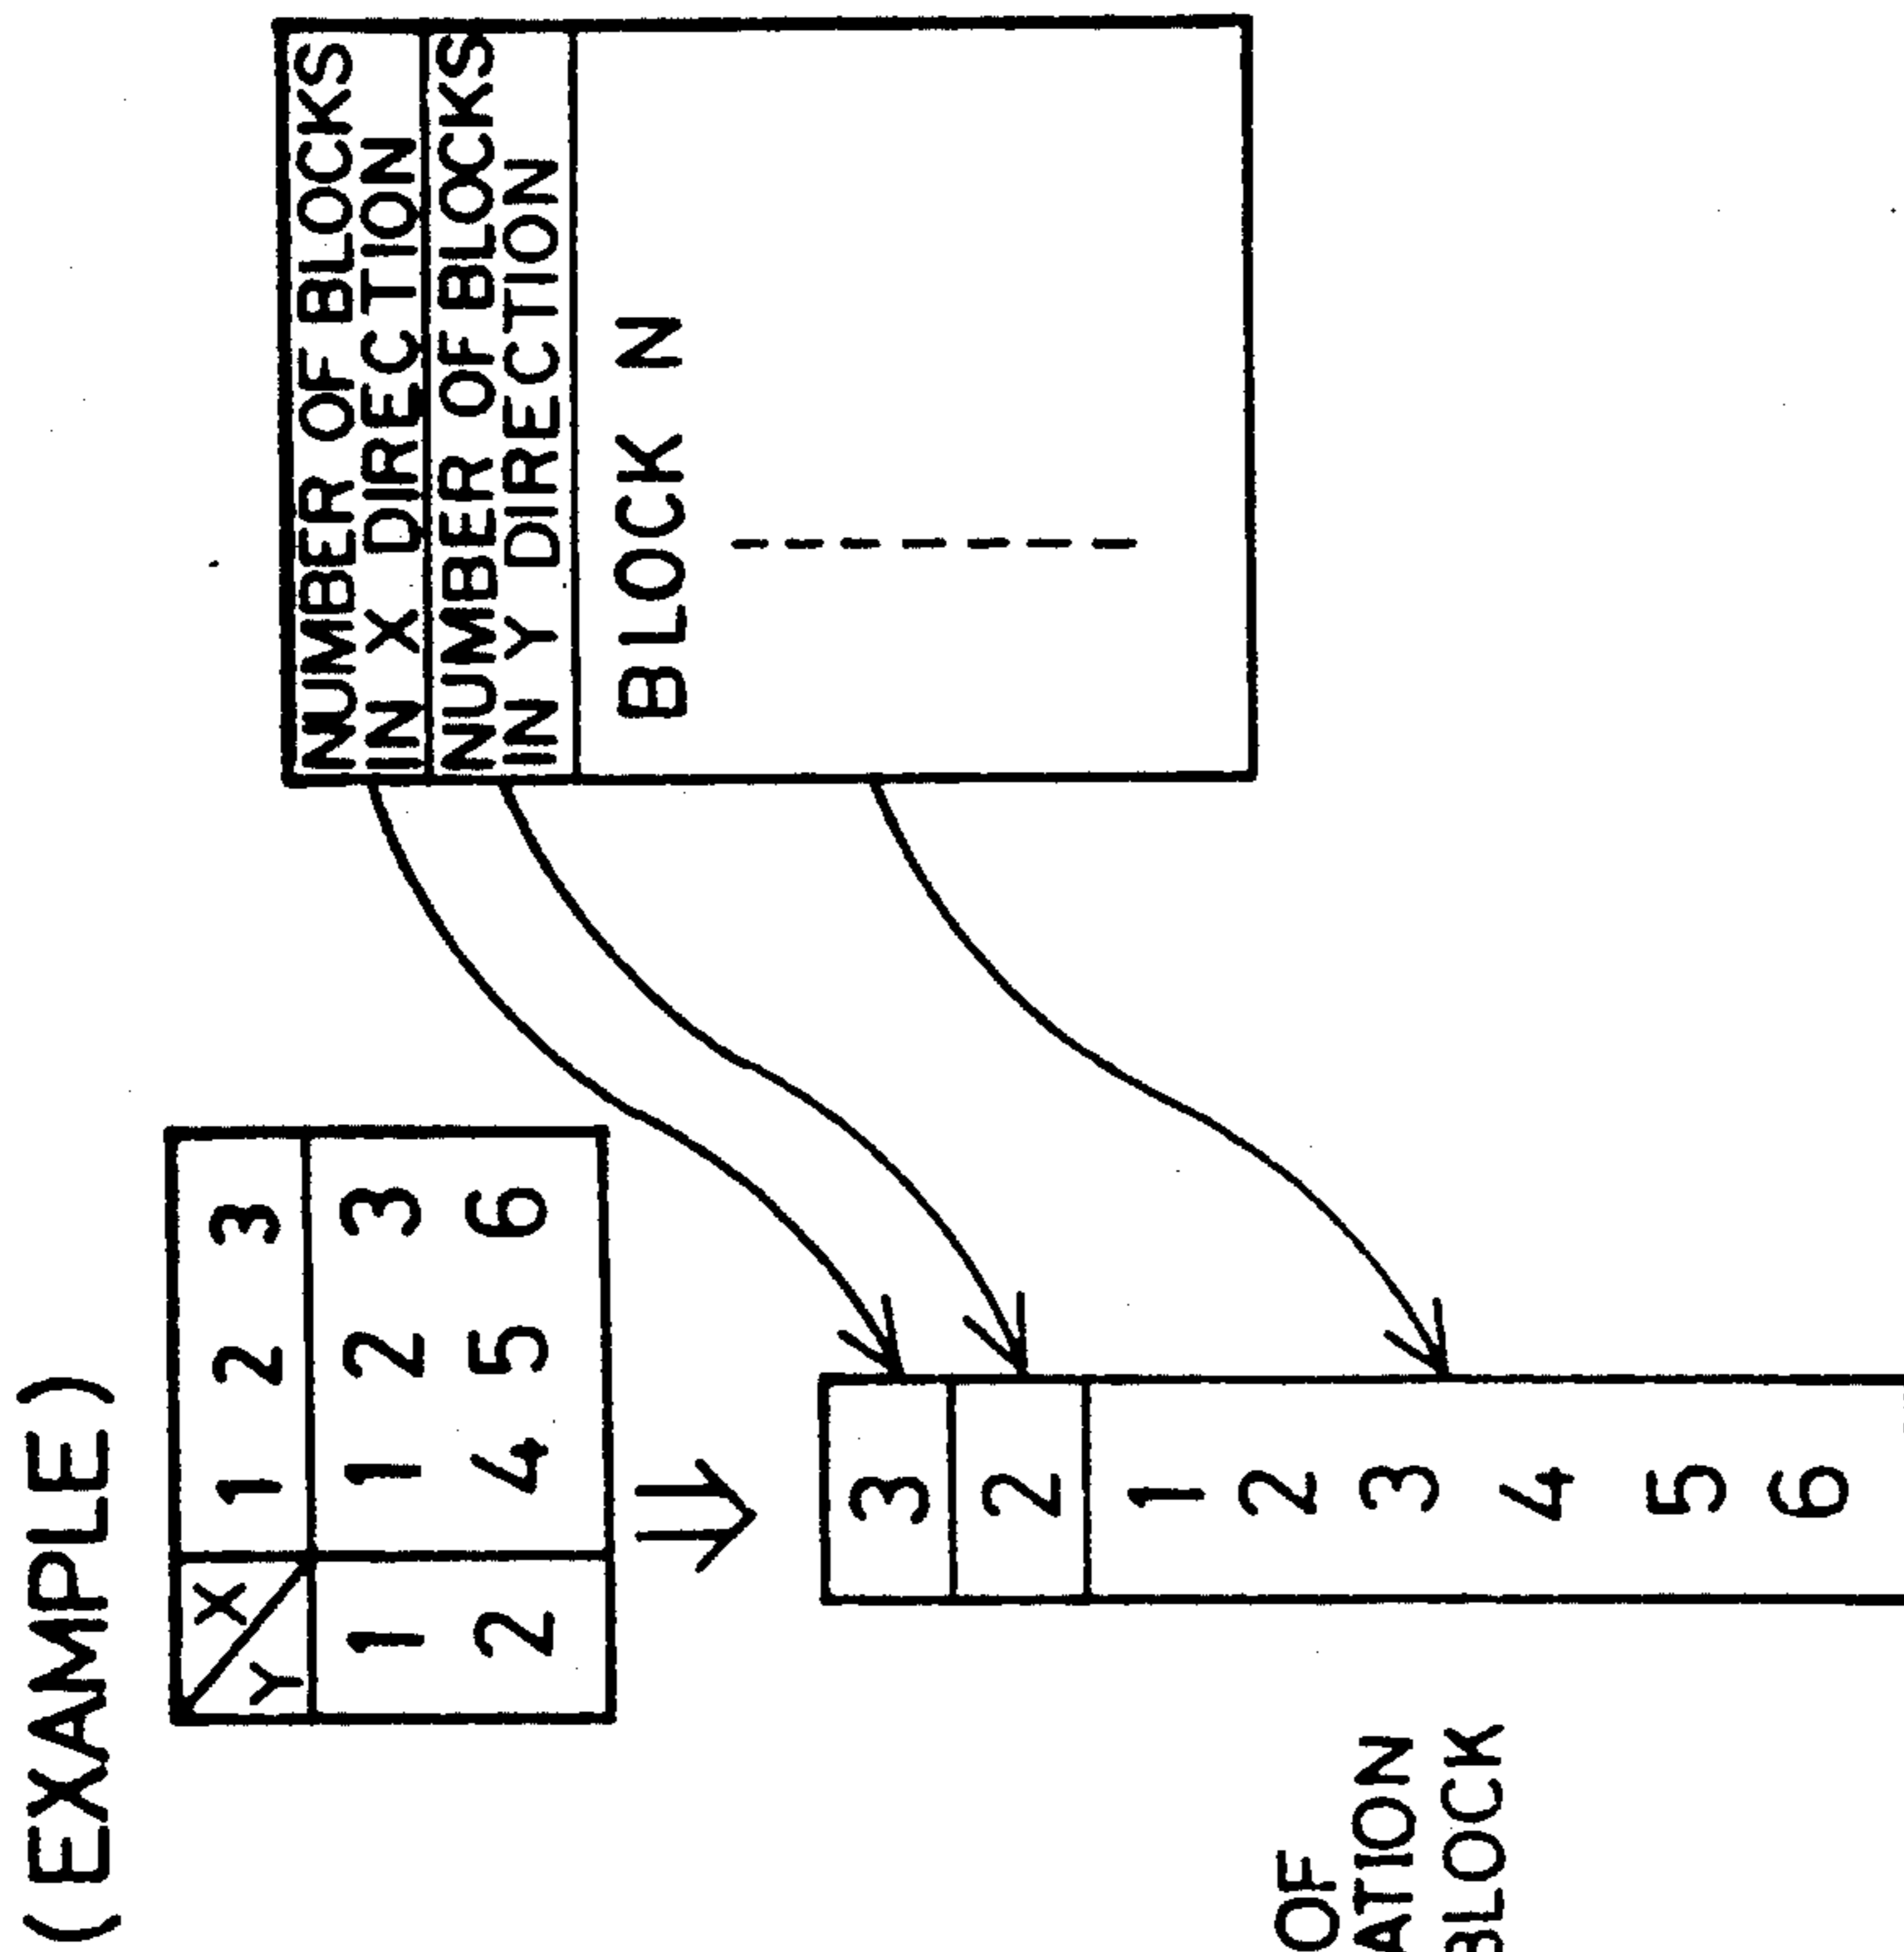 (EXAMPLE)
X 1 2 3
Y
1 1 2 3
2 4 5 6
3
2
1
2
3
4
5
6
NUMBER OF BLOCKS
IN X DIRECTION
NUMBER OF BLOCKS
IN Y DIRECTION
BLOCK N
OF
ATION
BLOCK